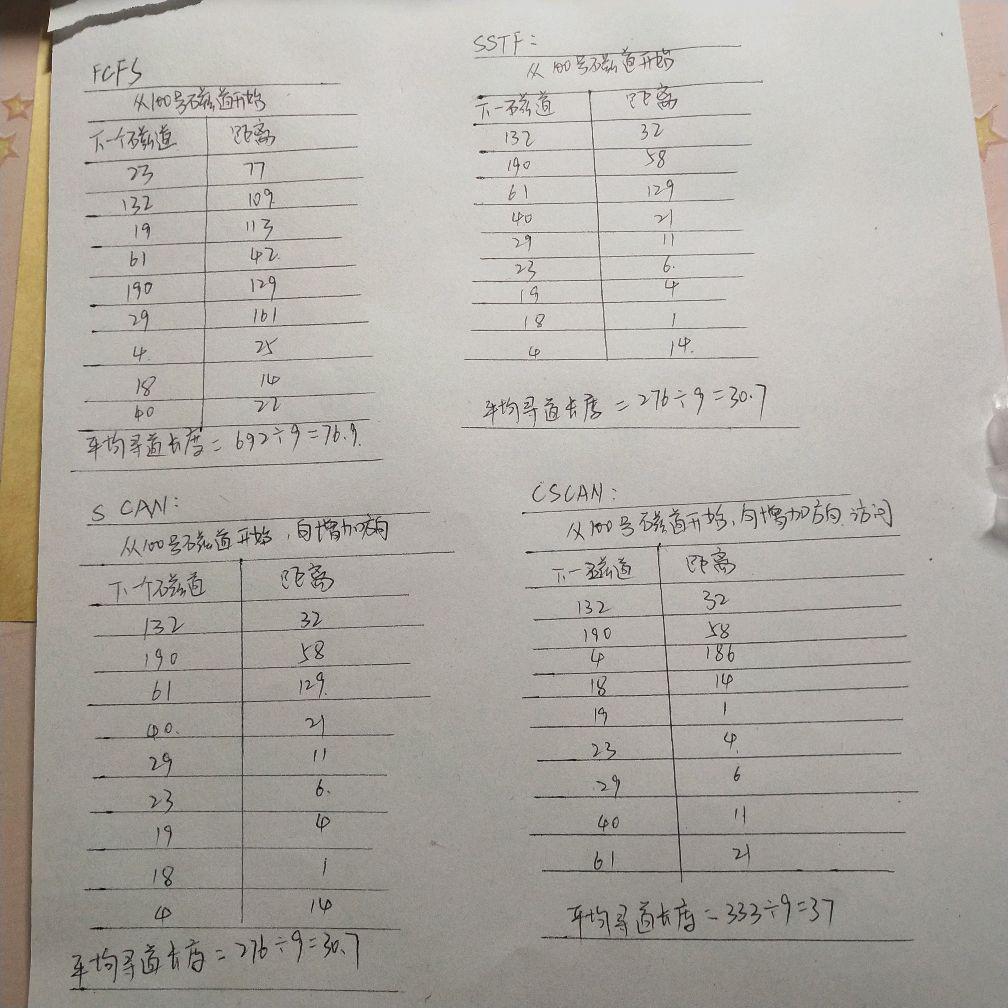 FCFS
从100号磁道开始
下一个磁道 距离
23 77
132 109
19 113
61 42.
190 129
29 161
4. 25
18 14
40 22
平均寻道长度=692÷9=76.9.
SSTF:
从100号磁道开始
下一磁道 距离
132 32
190 58
61 129
40 21
29 11
23 6.
19 4
18 1
4 14.
平均寻道长度=276÷9=30.7
SCAN:
从100号磁道开始,向增加方向
下一个磁道 距离
132 32
190 58
61 129.
40. 21
29 11
23 6.
19 4
18 1
4 14
平均寻道长度=276÷9=30.7
CSCAN:
从100号磁道开始,向增加方向访问
下一磁道 距离
132 32
190 58
4 186
18 14
19 1
23 4.
29 6
40 11
61 21
平均寻道长度=333÷9=37